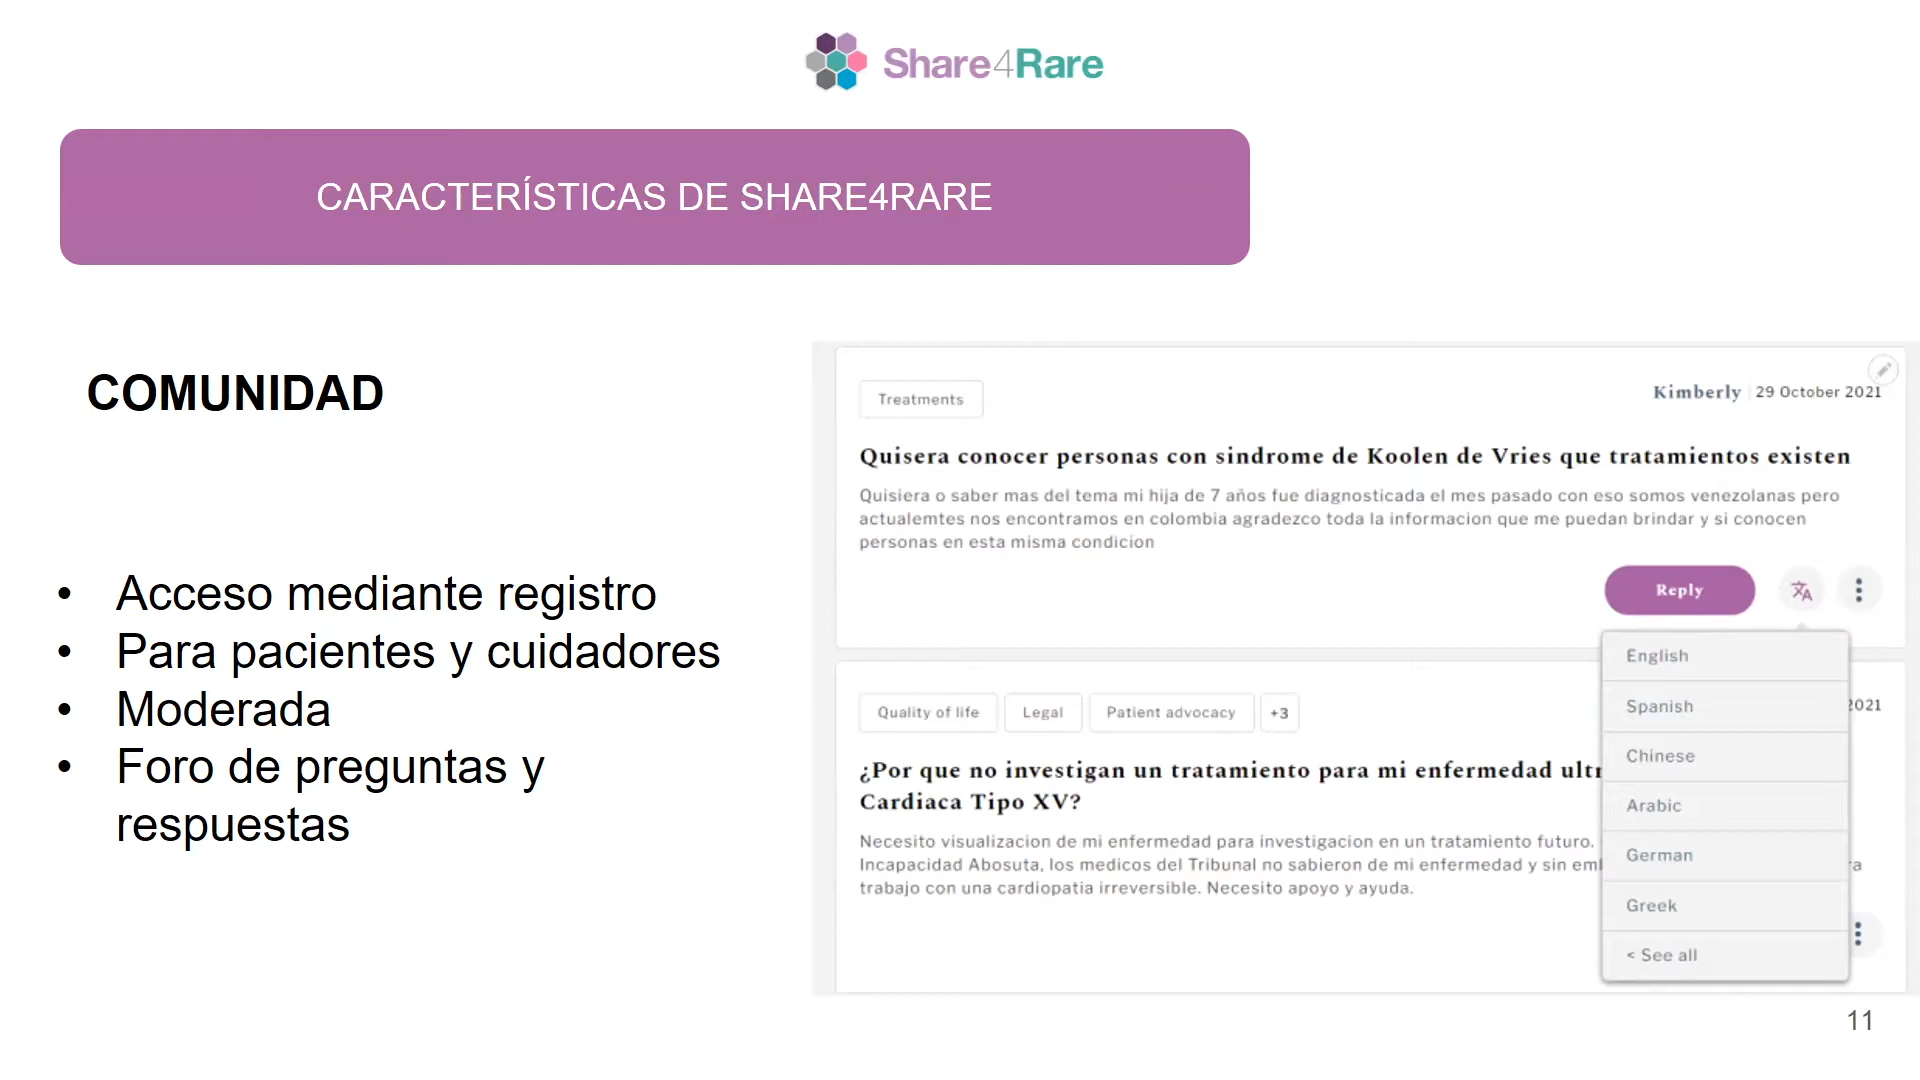 Share4Rare
CARACTERÍSTICAS DE SHARE4RARE
COMUNIDAD
• Acceso mediante registro
• Para pacientes y cuidadores
• Moderada
• Foro de preguntas y
respuestas
Treatments
Kimberly 29 October 2021
Quisera conocer personas con sindrome de Koolen de Vries que tratamientos existen
Quisiera o saber mas del tema mi hija de 7 años fue diagnosticada el mes pasado con eso somos venezolanas pero
actualemtes nos encontramos en colombia agradezco toda la informacion que me puedan brindar y si conocen
personas en esta misma condicion
Reply
English
Spanish
Chinese
Arabic
German
Greek
< See all
Quality of life Legal Patient advocacy +3
2021
¿Por que no investigan un tratamiento para mi enfermedad
Cardiaca Tipo XV?
Necesito visualizacion de mi enfermedad para investigacion en un tratamiento futuro.
Incapacidad Abosuta, los medicos del Tribunal no sabieron de mi enfermedad y sin
trabajo con una cardiopatia irreversible. Necesito apoyo y ayuda.
11